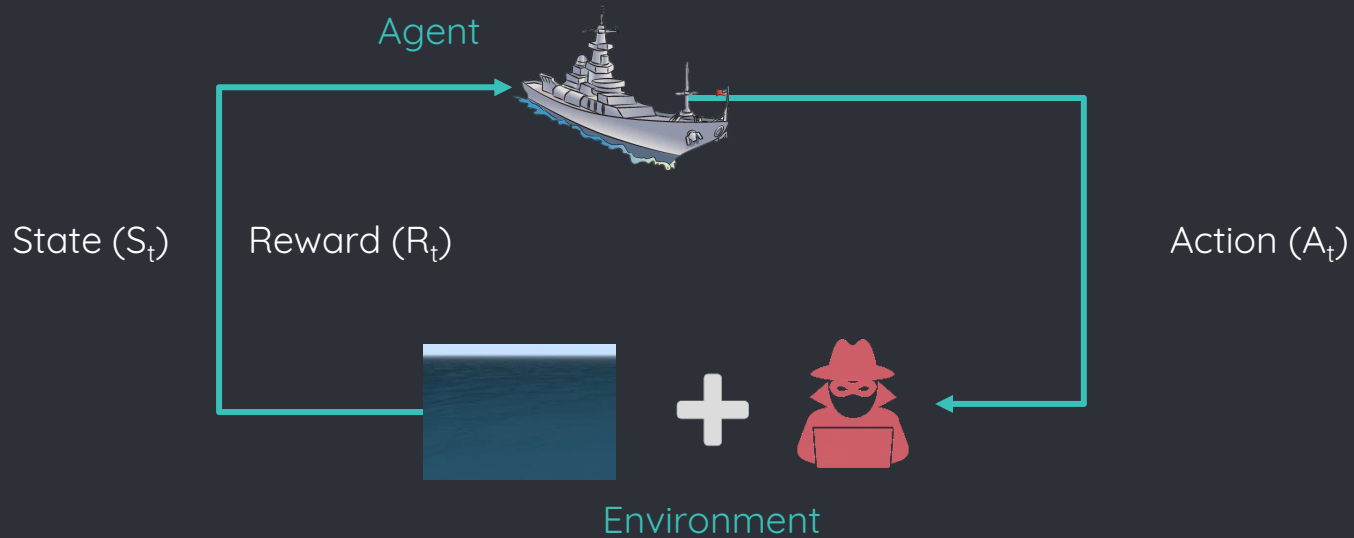 Agent
State (Sₜ)
Reward (Rₜ)
Action (Aₜ)
Environment